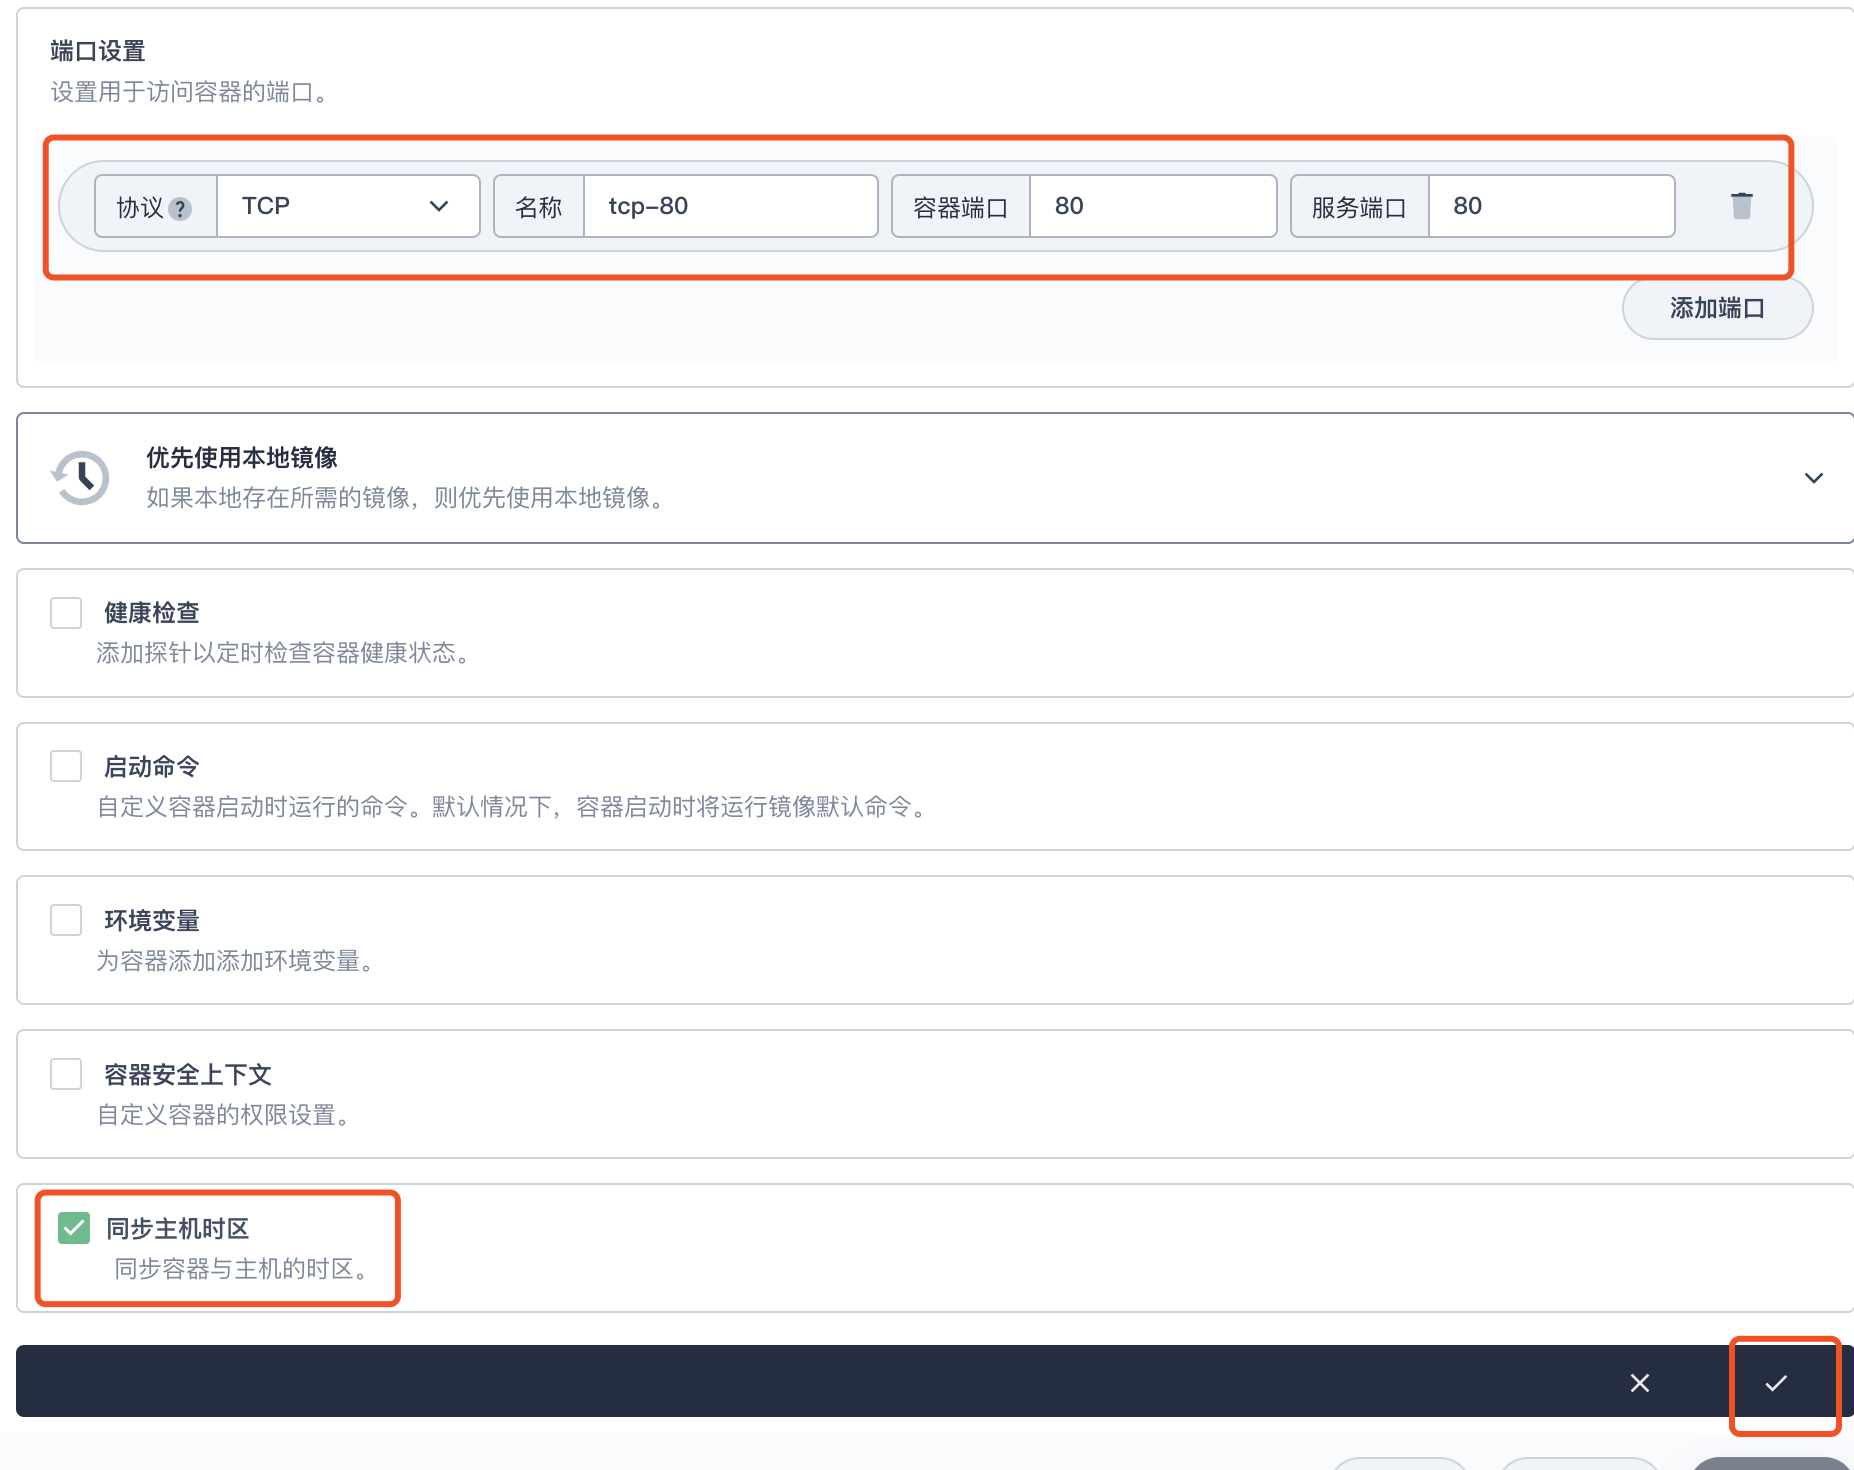 端口设置
设置用于访问容器的端口。
协议 ? TCP 名称 tcp-80 容器端口 80 服务端口 80
添加端口
优先使用本地镜像
如果本地存在所需的镜像，则优先使用本地镜像。
健康检查
添加探针以定时检查容器健康状态。
启动命令
自定义容器启动时运行的命令。默认情况下，容器启动时将运行镜像默认命令。
环境变量
为容器添加添加环境变量。
容器安全上下文
自定义容器的权限设置。
同步主机时区
同步容器与主机的时区。